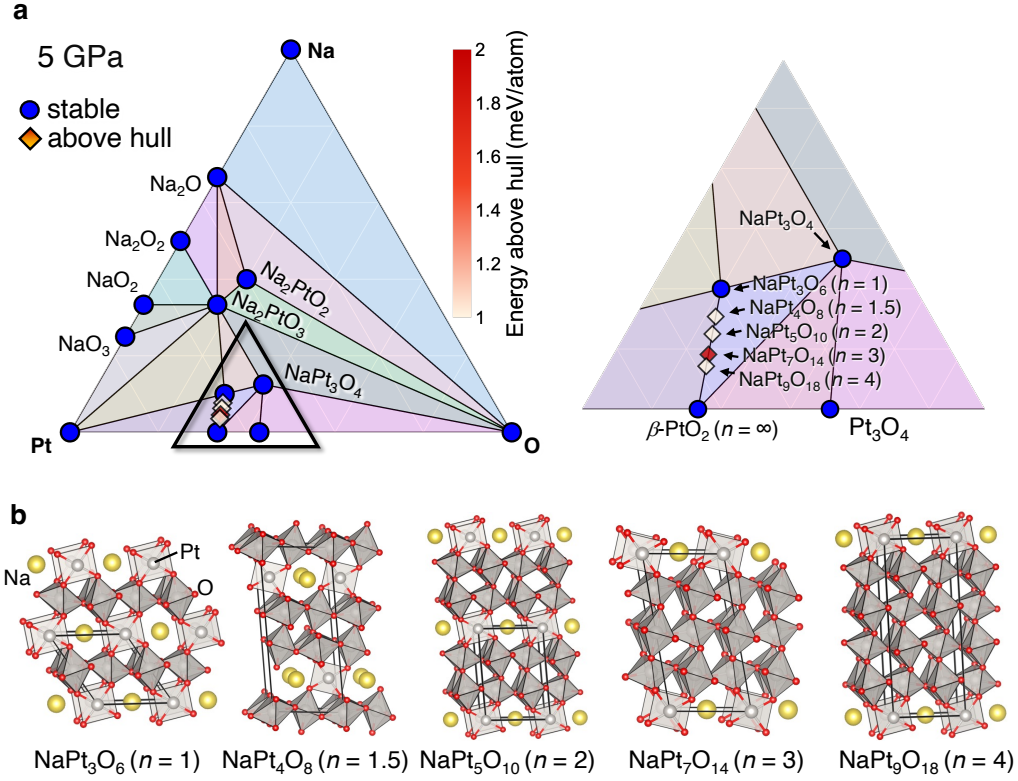 a
5 GPa
stable
above hull
Na
Na₂O
Na₂O₂
NaO₂
NaO₃
Na₂PtO₂
Na₂PtO₃
NaPt₃O₄
Pt
O
2
1.8
1.6
1.4
1.2
1
Energy above hull (meV/atom)
NaPt₃O₄
NaPt₃O₆ (n = 1)
NaPt₄O₈ (n = 1.5)
NaPt₅O₁₀ (n = 2)
NaPt₇O₁₄ (n = 3)
NaPt₉O₁₈ (n = 4)
β-PtO₂ (n = ∞)
Pt₃O₄
b
Pt
Na
O
NaPt₃O₆ (n = 1)
NaPt₄O₈ (n = 1.5)
NaPt₅O₁₀ (n = 2)
NaPt₇O₁₄ (n = 3)
NaPt₉O₁₈ (n = 4)